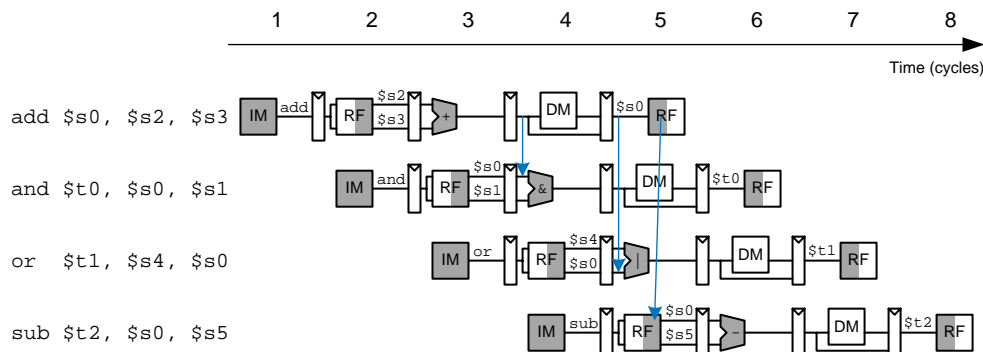 1 2 3 4 5 6 7 8
Time (cycles)
add $s0, $s2, $s3 IM add RF $s2 $s3 + DM $s0 RF
and $t0, $s0, $s1 IM and RF $s0 $s1 & DM $t0 RF
or $t1, $s4, $s0 IM or RF $s4 $s0 | DM $t1 RF
sub $t2, $s0, $s5 IM sub RF $s0 $s5 - DM $t2 RF